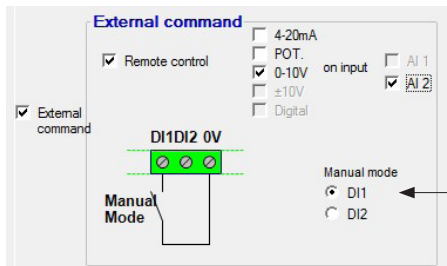 External command
External command
Remote control
4-20mA
POT.
0-10V
±10V
Digital
on input
AI 1
AI 2
DI1DI2 0V
Manual Mode
Manual mode
DI1
DI2